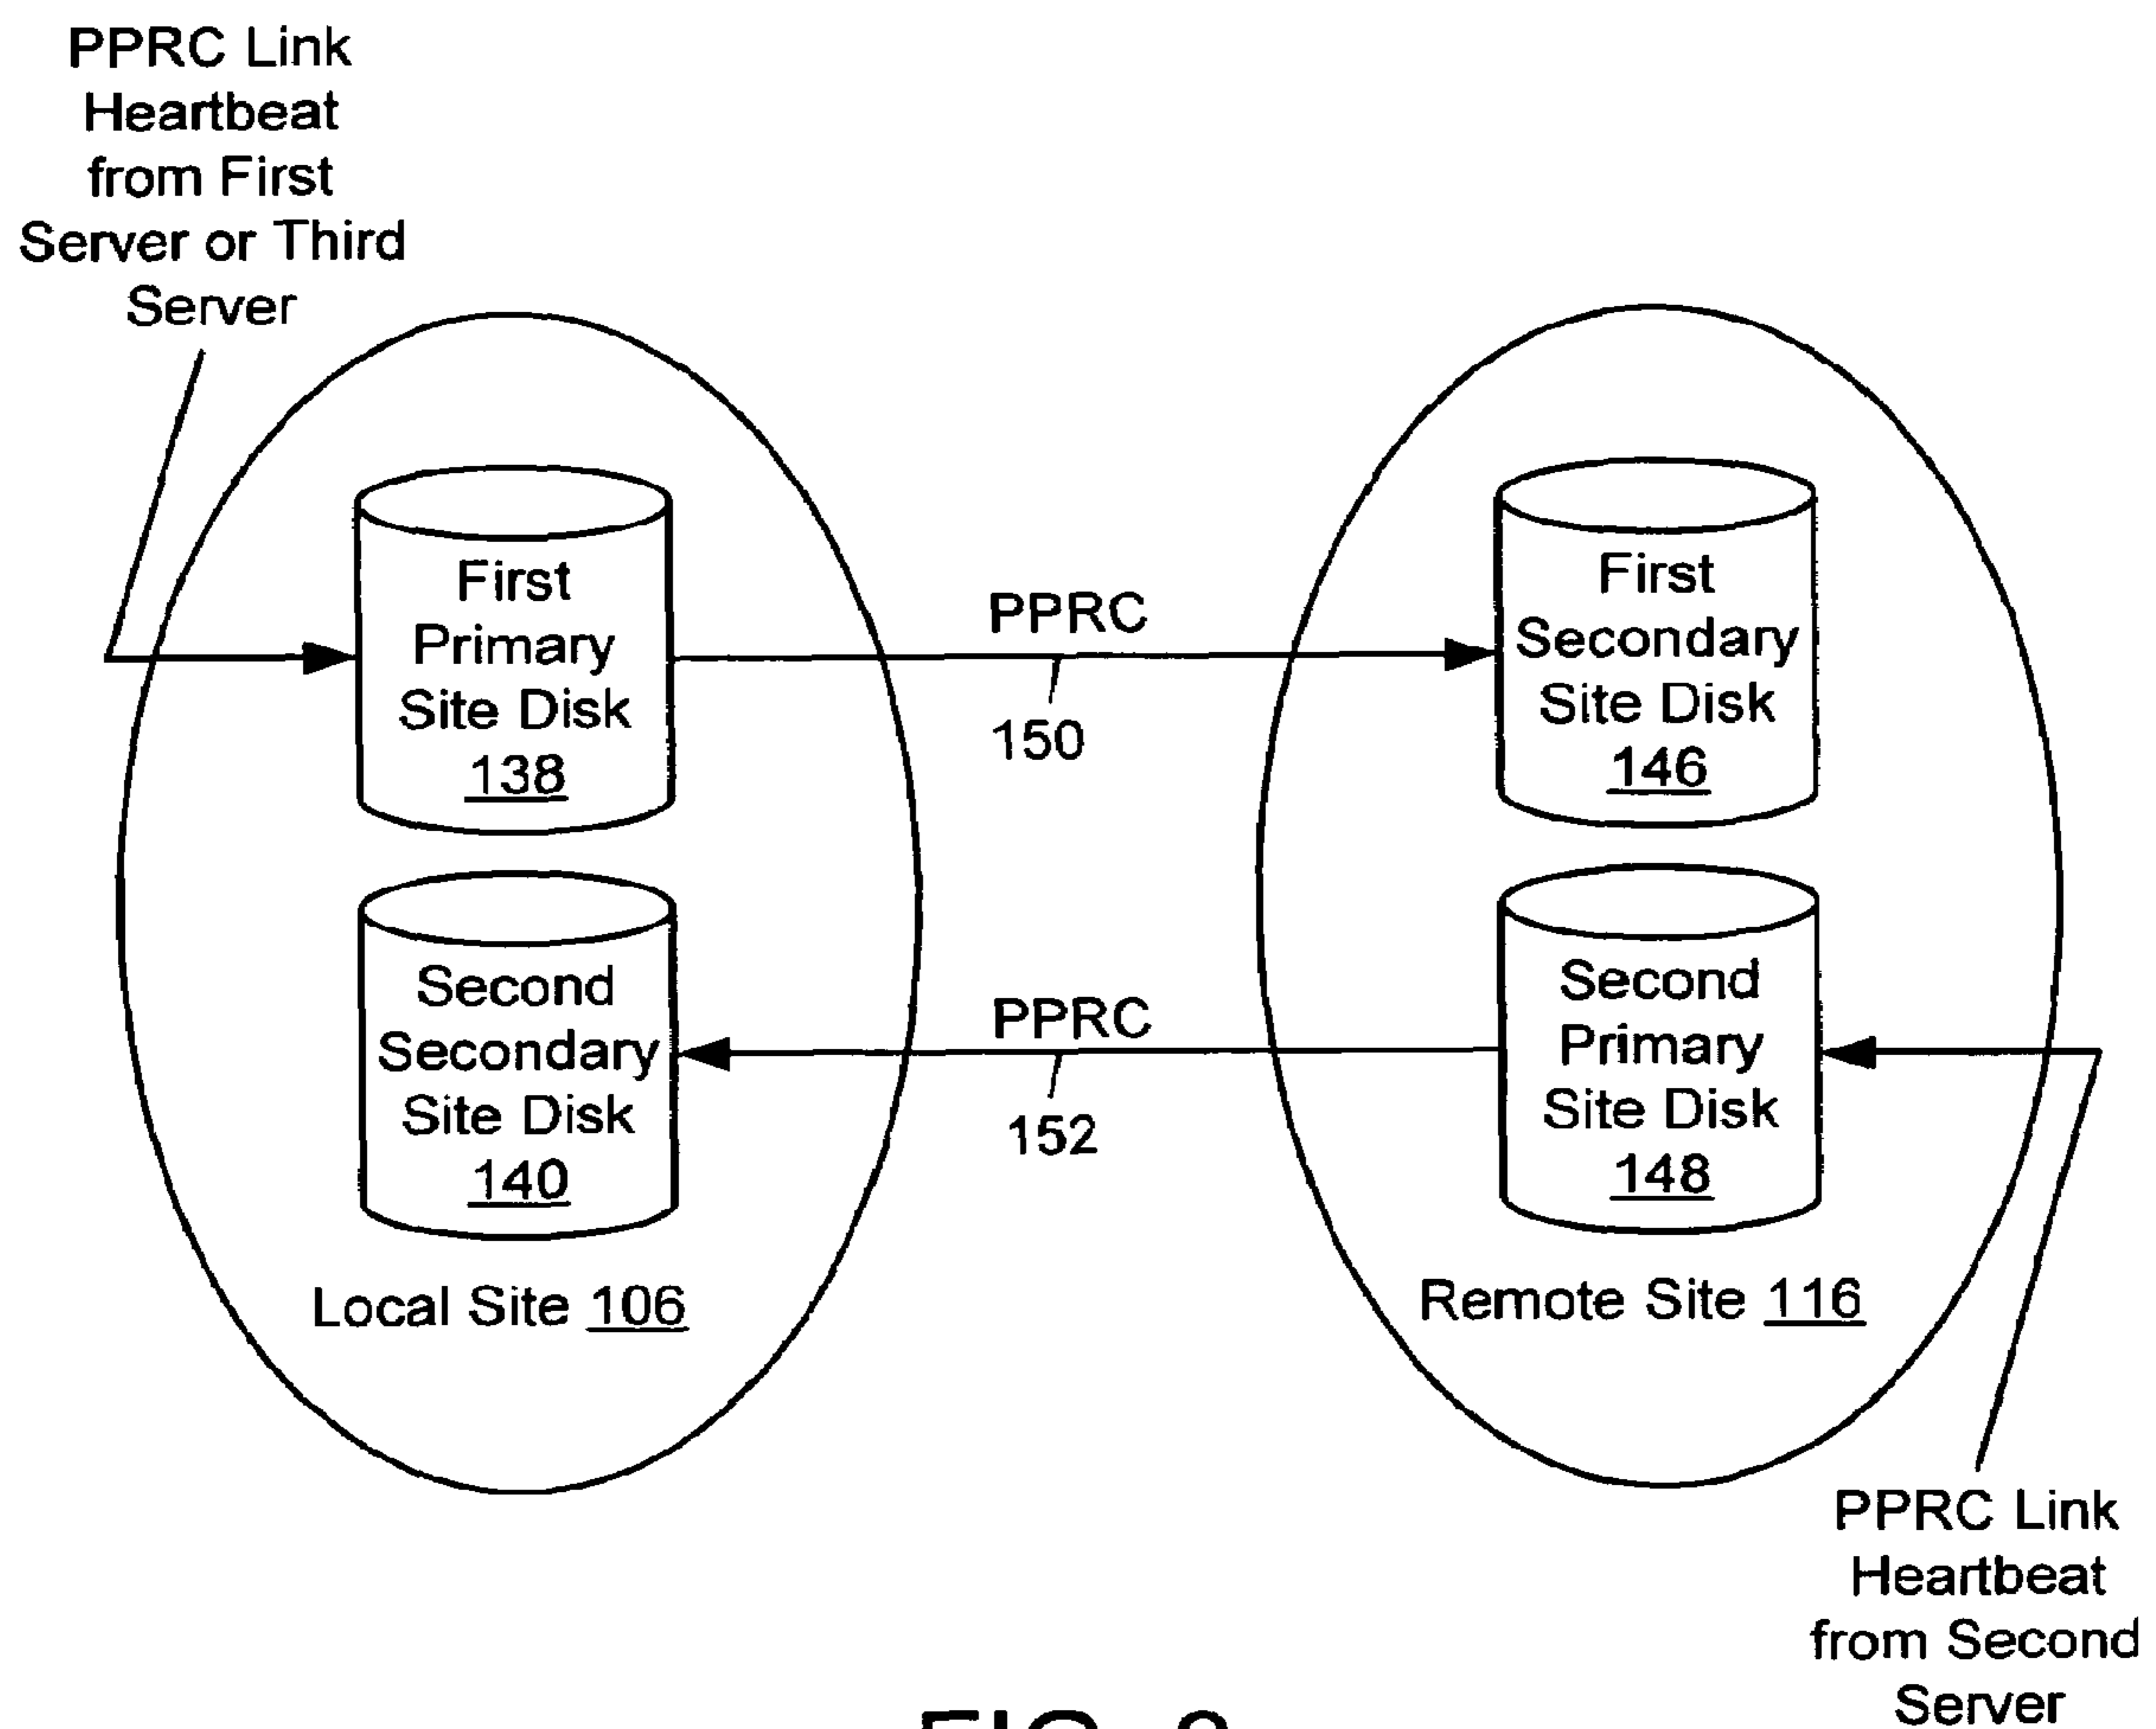 PPRC Link
Heartbeat
from First
Server or Third
Server
First
Primary
Site Disk
138
PPRC
150
First
Secondary
Site Disk
146
Second
Secondary
Site Disk
140
PPRC
152
Second
Primary
Site Disk
148
Local Site 106
Remote Site 116
PPRC Link
Heartbeat
from Second
Server
FIG.